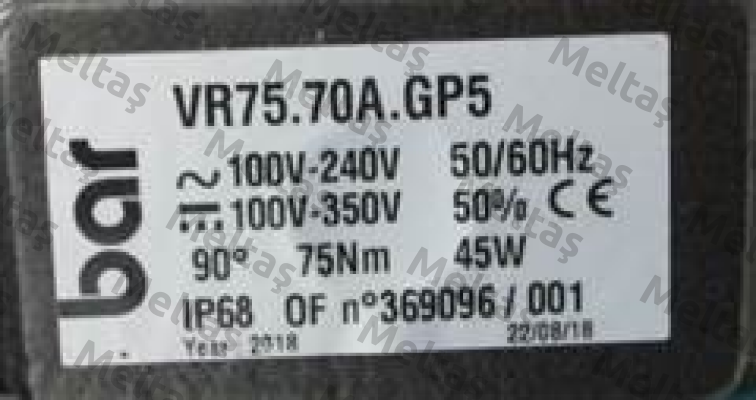 bar
VR75.70A.GP5
~ 100V-240V 50/60Hz
⎓ 100V-350V 50% CE
90° 75Nm 45W
IP68 OF n°369096/001
Year 2018 22/08/18
Meltaş